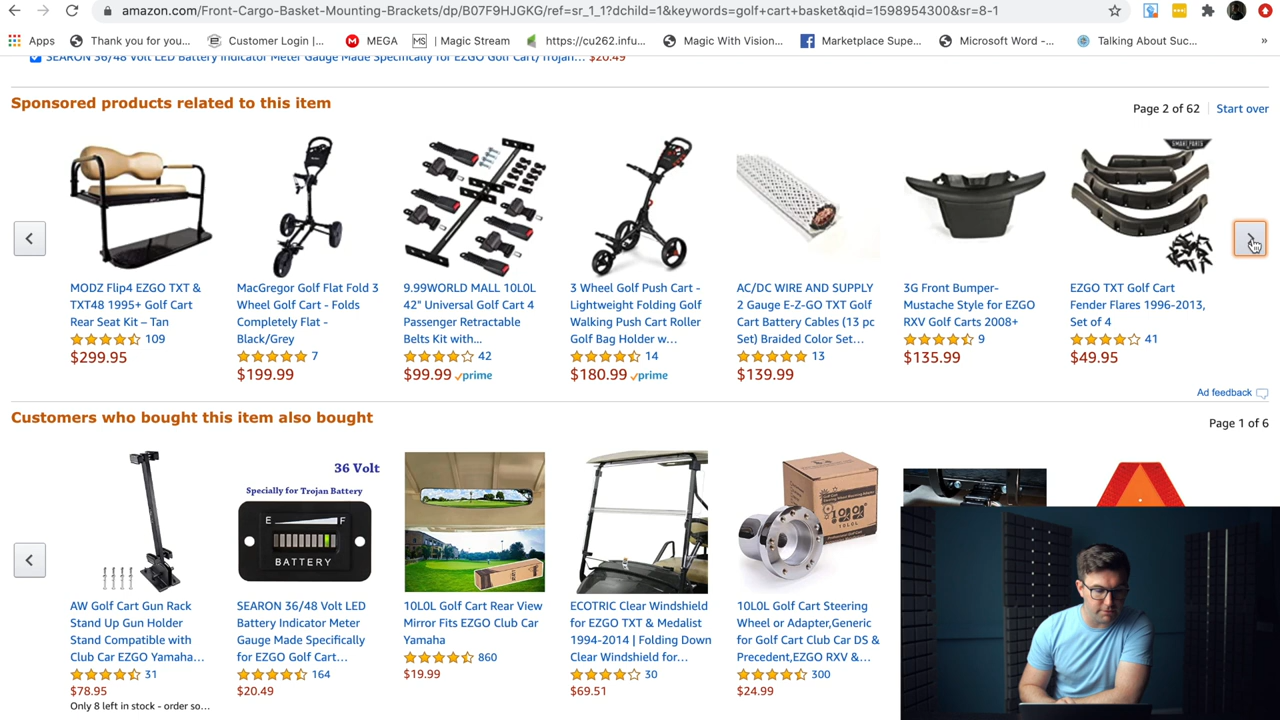 amazon.com/Front-Cargo-Basket-Mounting-Brackets/dp/B07F9HJGKG/ref=sr_1_1?dchild=1&keywords=golf+cart+basket&qid=1598954300&sr=8-1
Apps Thank you for you... Customer Login |... MEGA MS | Magic Stream https://cu262.infu... Magic With Vision... Marketplace Supe... Microsoft Word -... Talking About Suc... »
SEARON 36/48 Volt LED Battery Indicator Meter Gauge Made Specifically for EZGO Golf Cart/Trojan... $20.49
Sponsored products related to this item
Page 2 of 62 | Start over
SMART PARTS
MODZ Flip4 EZGO TXT &
TXT48 1995+ Golf Cart
Rear Seat Kit – Tan
109
$299.95
MacGregor Golf Flat Fold 3
Wheel Golf Cart - Folds
Completely Flat -
Black/Grey
7
$199.99
9.99WORLD MALL 10L0L
42" Universal Golf Cart 4
Passenger Retractable
Belts Kit with...
42
$99.99 prime
3 Wheel Golf Push Cart -
Lightweight Folding Golf
Walking Push Cart Roller
Golf Bag Holder w...
14
$180.99 prime
AC/DC WIRE AND SUPPLY
2 Gauge E-Z-GO TXT Golf
Cart Battery Cables (13 pc
Set) Braided Color Set...
13
$139.99
3G Front Bumper-
Mustache Style for EZGO
RXV Golf Carts 2008+
9
$135.99
EZGO TXT Golf Cart
Fender Flares 1996-2013,
Set of 4
41
$49.95
Ad feedback
Customers who bought this item also bought
Page 1 of 6
36 Volt
Specially for Trojan Battery
E F
BATTERY
10L0L
AW Golf Cart Gun Rack
Stand Up Gun Holder
Stand Compatible with
Club Car EZGO Yamaha...
31
$78.95
Only 8 left in stock - order so...
SEARON 36/48 Volt LED
Battery Indicator Meter
Gauge Made Specifically
for EZGO Golf Cart...
164
$20.49
10L0L Golf Cart Rear View
Mirror Fits EZGO Club Car
Yamaha
860
$19.99
ECOTRIC Clear Windshield
for EZGO TXT & Medalist
1994-2014 | Folding Down
Clear Windshield for...
30
$69.51
10L0L Golf Cart Steering
Wheel or Adapter,Generic
for Golf Cart Club Car DS &
Precedent,EZGO RXV &...
300
$24.99